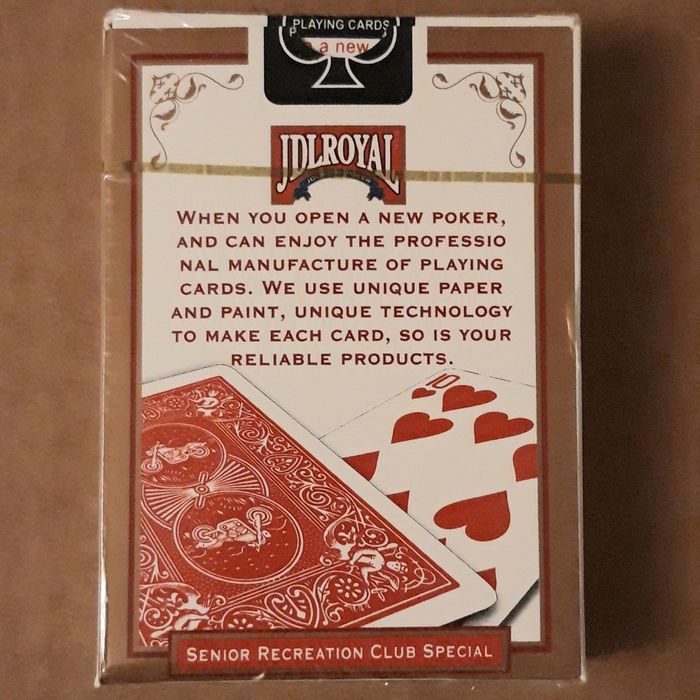 PLAYING CARDS
a new
JDLROYAL
WHEN YOU OPEN A NEW POKER,
AND CAN ENJOY THE PROFESSIO
NAL MANUFACTURE OF PLAYING
CARDS. WE USE UNIQUE PAPER
AND PAINT, UNIQUE TECHNOLOGY
TO MAKE EACH CARD, SO IS YOUR
RELIABLE PRODUCTS.
10
SENIOR RECREATION CLUB SPECIAL